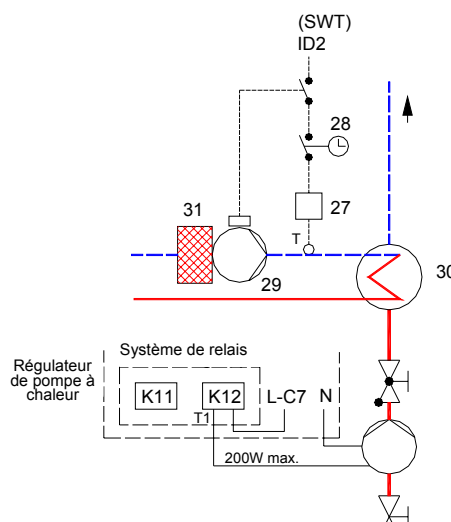 (SWT)
ID2
28
27
31
T
29
30
Régulateur
de pompe à
chaleur
Système de relais
K11
K12
L-C7
N
T1
200W max.